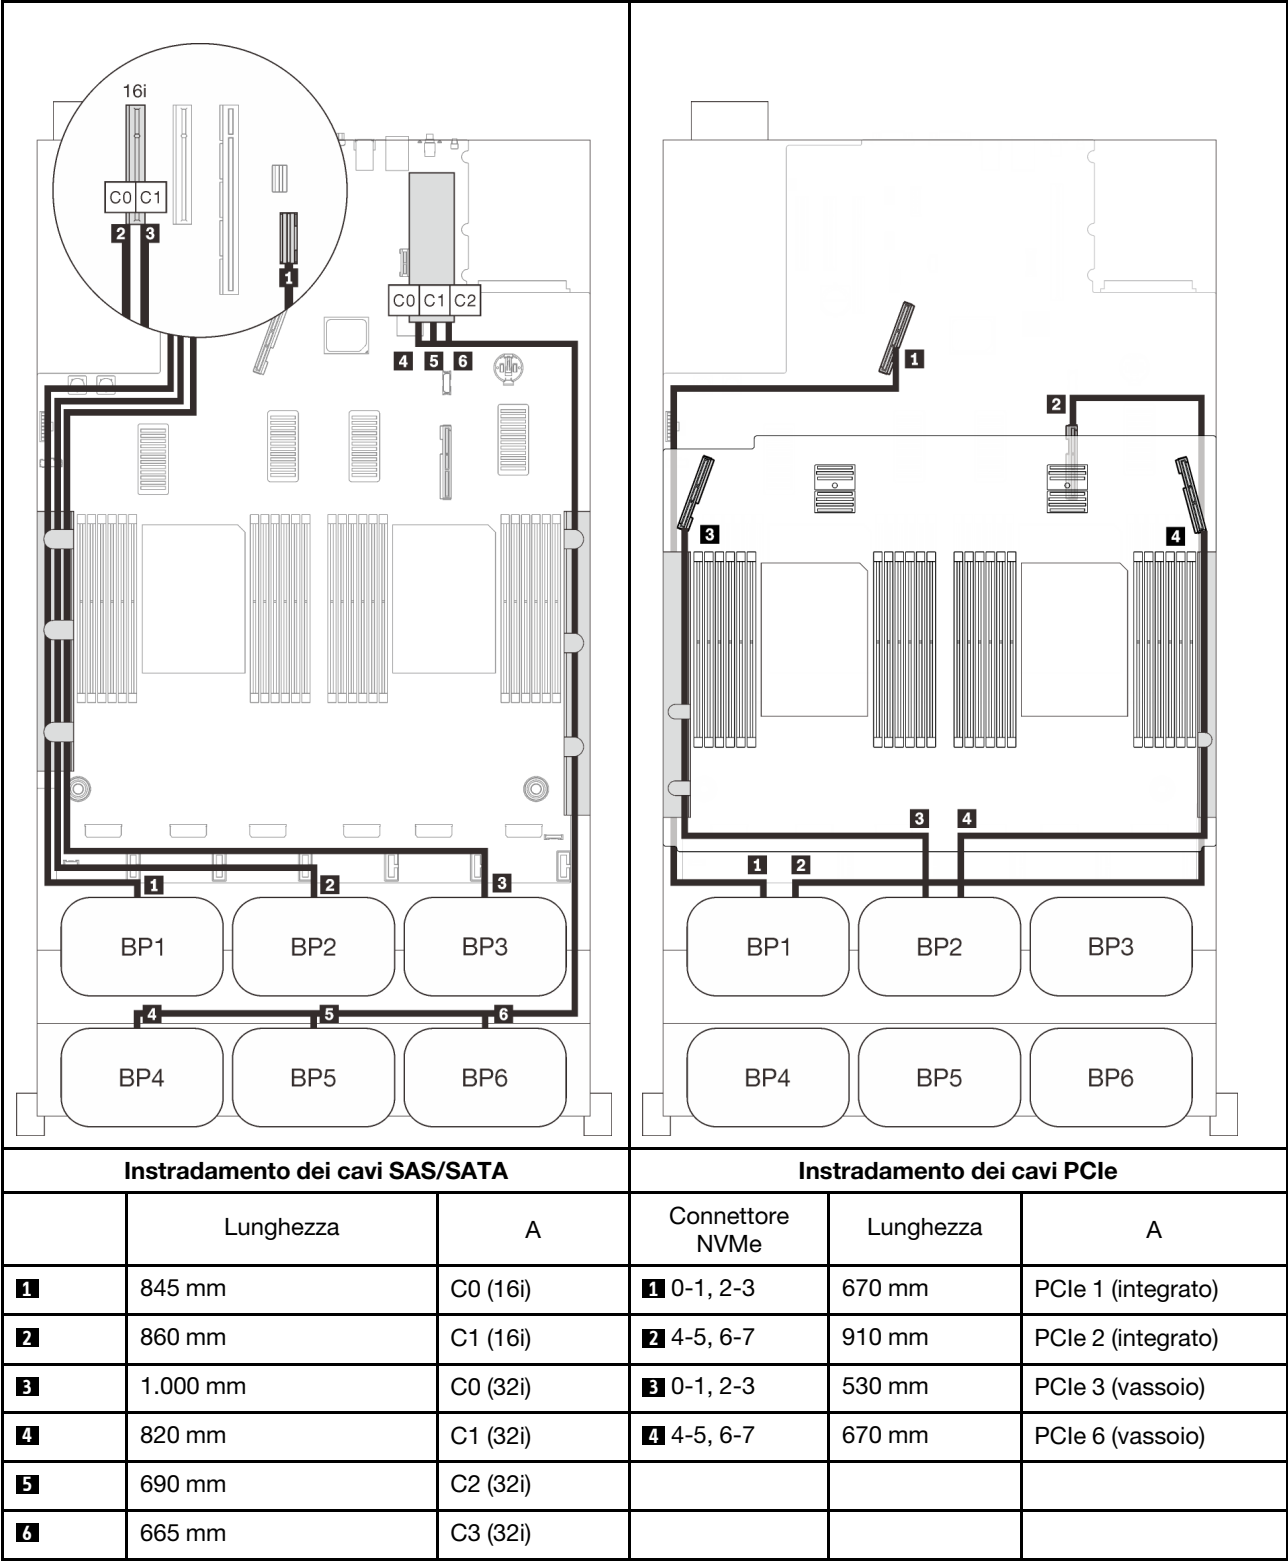 16i
C0 C1
2 3
1
C0 C1 C2
4 5 6
1 2 3
BP1 BP2 BP3
4 5 6
BP4 BP5 BP6
1
2
3 4
3 4
1 2
BP1 BP2 BP3
BP4 BP5 BP6
Instradamento dei cavi SAS/SATA
Lunghezza A
1 845 mm C0 (16i)
2 860 mm C1 (16i)
3 1.000 mm C0 (32i)
4 820 mm C1 (32i)
5 690 mm C2 (32i)
6 665 mm C3 (32i)
Instradamento dei cavi PCIe
Connettore NVMe Lunghezza A
1 0-1, 2-3 670 mm PCIe 1 (integrato)
2 4-5, 6-7 910 mm PCIe 2 (integrato)
3 0-1, 2-3 530 mm PCIe 3 (vassoio)
4 4-5, 6-7 670 mm PCIe 6 (vassoio)